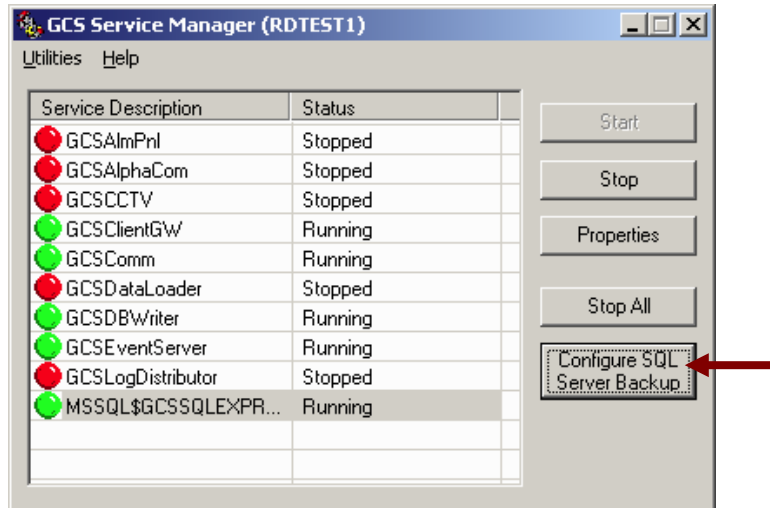 GCS Service Manager (RDTEST1)
Utilities Help
Service Description Status
GCSAlmPnl Stopped
GCSAlphaCom Stopped
GCSCCTV Stopped
GCSClientGW Running
GCSComm Running
GCSDataLoader Stopped
GCSDBWriter Running
GCSEventServer Running
GCSLogDistributor Stopped
MSSQL$GCSSQLEXPR... Running
Start
Stop
Properties
Stop All
Configure SQL
Server Backup